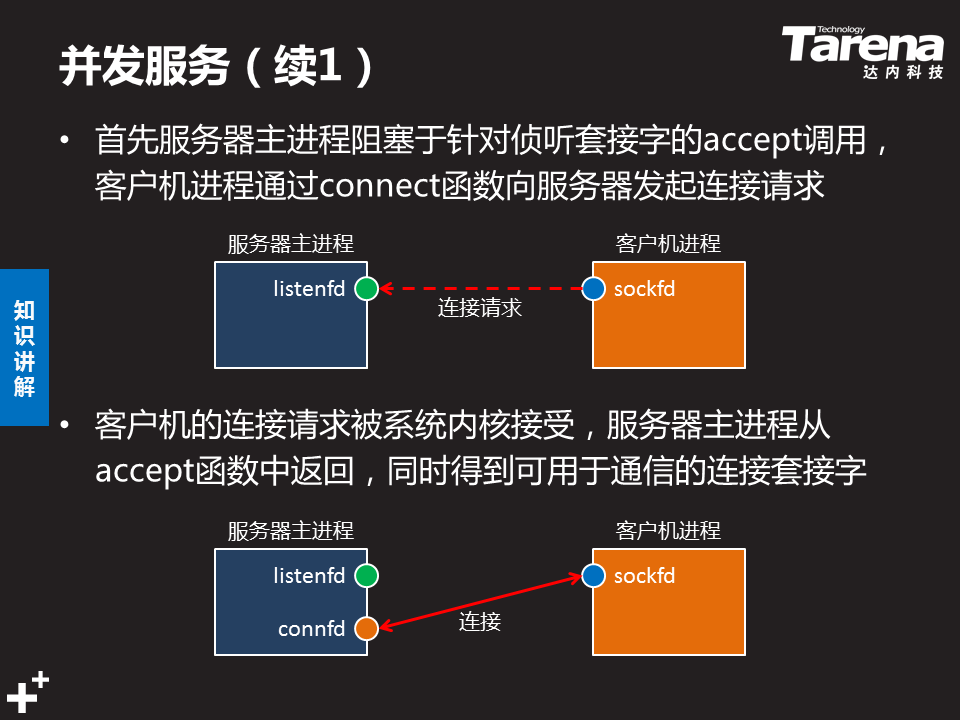 并发服务（续1）
Technology
Tarena
达内科技
• 首先服务器主进程阻塞于针对侦听套接字的accept调用，
客户机进程通过connect函数向服务器发起连接请求
服务器主进程
客户机进程
listenfd
sockfd
连接请求
知识讲解
• 客户机的连接请求被系统内核接受，服务器主进程从
accept函数中返回，同时得到可用于通信的连接套接字
服务器主进程
客户机进程
listenfd
sockfd
connfd
连接